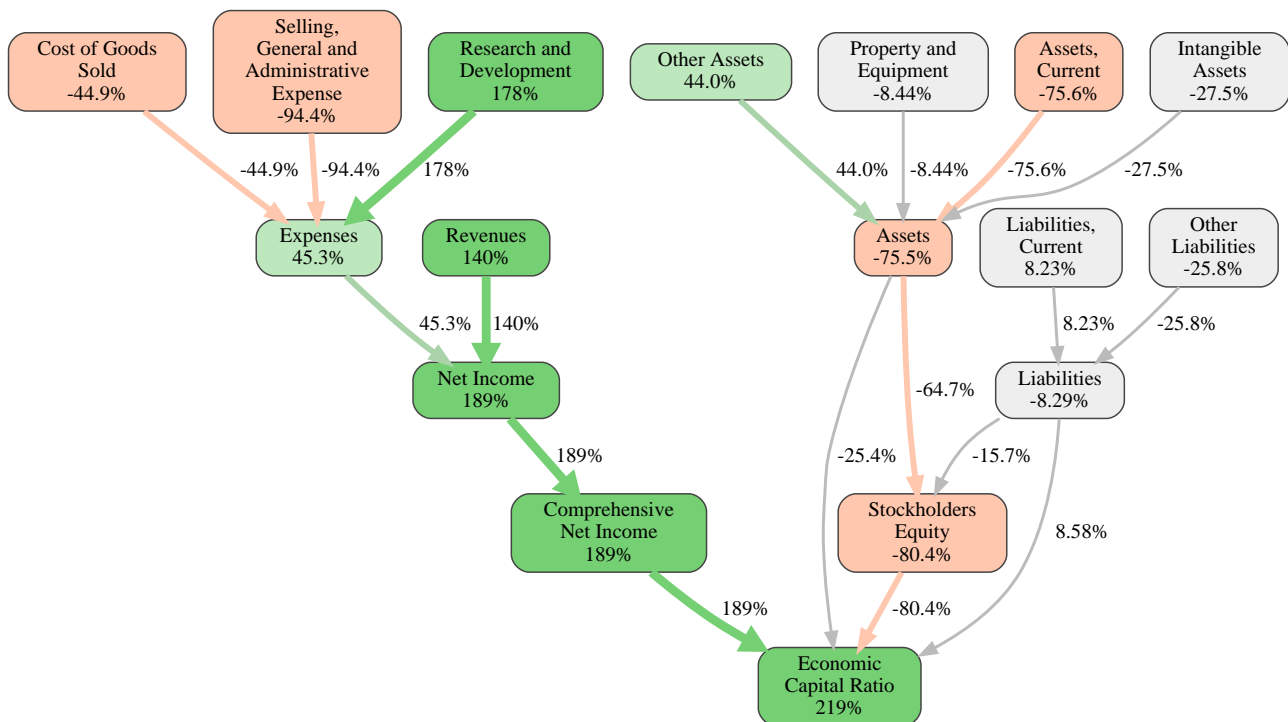 Cost of Goods
Sold
-44.9%
Selling,
General and
Administrative
Expense
-94.4%
Research and
Development
178%
Other Assets
44.0%
Property and
Equipment
-8.44%
Assets,
Current
-75.6%
Intangible
Assets
-27.5%
-44.9%
-94.4%
178%
44.0%
-8.44%
-75.6%
-27.5%
Expenses
45.3%
Revenues
140%
Assets
-75.5%
Liabilities,
Current
8.23%
Other
Liabilities
-25.8%
45.3%
140%
8.23%
-25.8%
Net Income
189%
-64.7%
Liabilities
-8.29%
189%
-25.4%
-15.7%
Comprehensive
Net Income
189%
Stockholders
Equity
-80.4%
8.58%
189%
-80.4%
Economic
Capital Ratio
219%